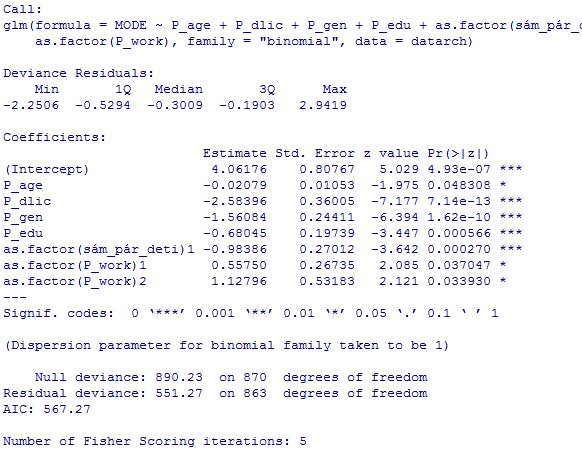 Call:
glm(formula = MODE ~ P_age + P_dlic + P_gen + P_edu + as.factor(sám_pár_
    as.factor(P_work), family = "binomial", data = datarch)
Deviance Residuals:
    Min       1Q   Median       3Q      Max
-2.2506  -0.5294  -0.3009  -0.1903   2.9419
Coefficients:
                         Estimate Std. Error z value Pr(>|z|)
(Intercept)               4.06176    0.80767   5.029 4.93e-07 ***
P_age                    -0.02079    0.01053  -1.975 0.048308 *
P_dlic                   -2.58396    0.36005  -7.177 7.14e-13 ***
P_gen                    -1.56084    0.24411  -6.394 1.62e-10 ***
P_edu                    -0.68045    0.19739  -3.447 0.000566 ***
as.factor(sám_pár_deti)1 -0.98386    0.27012  -3.642 0.000270 ***
as.factor(P_work)1        0.55750    0.26735   2.085 0.037047 *
as.factor(P_work)2        1.12796    0.53183   2.121 0.033930 *
---
Signif. codes:  0 ‘***’ 0.001 ‘**’ 0.01 ‘*’ 0.05 ‘.’ 0.1 ‘ ’ 1
(Dispersion parameter for binomial family taken to be 1)
    Null deviance: 890.23  on 870  degrees of freedom
Residual deviance: 551.27  on 863  degrees of freedom
AIC: 567.27
Number of Fisher Scoring iterations: 5